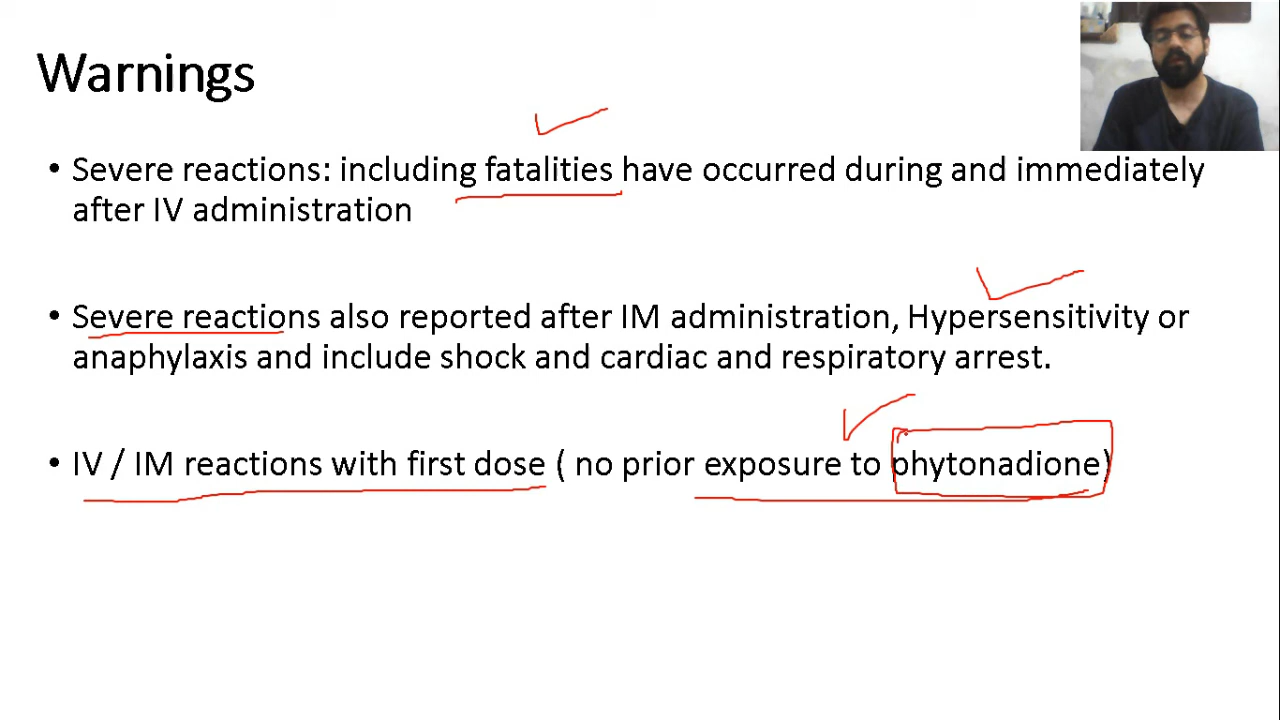 Warnings
• Severe reactions: including fatalities have occurred during and immediately
after IV administration
• Severe reactions also reported after IM administration, Hypersensitivity or
anaphylaxis and include shock and cardiac and respiratory arrest.
• IV / IM reactions with first dose ( no prior exposure to phytonadione)